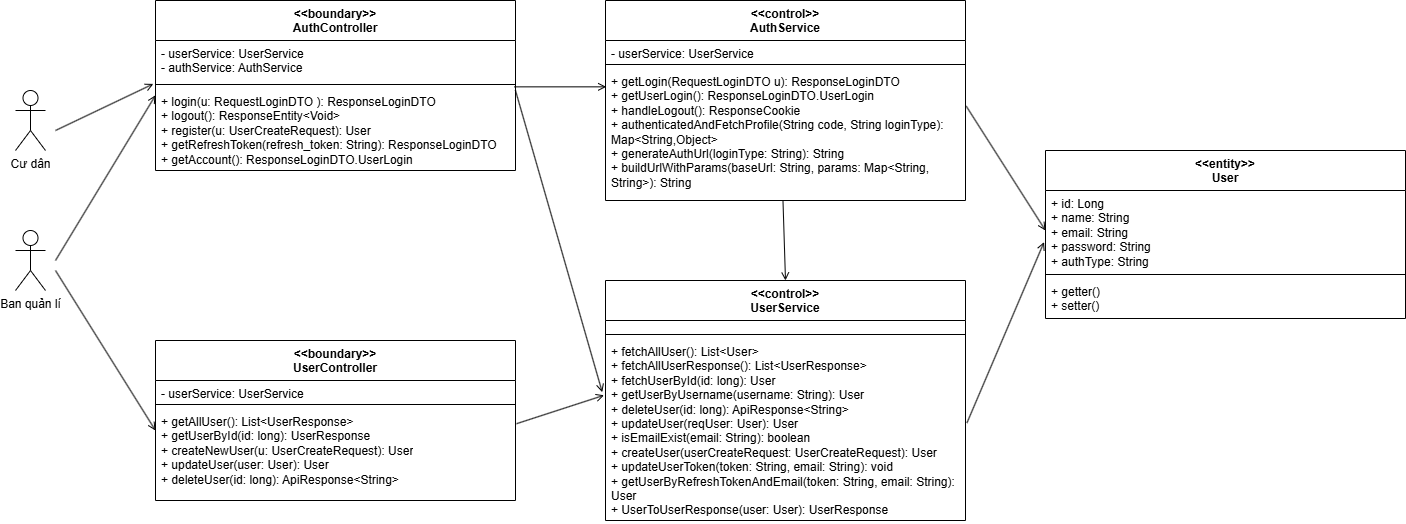 Cư dân
Ban quản lí
<<boundary>>
AuthController
- userService: UserService
- authService: AuthService
+ login(u: RequestLoginDTO ): ResponseLoginDTO
+ logout(): ResponseEntity<Void>
+ register(u: UserCreateRequest): User
+ getRefreshToken(refresh_token: String): ResponseLoginDTO
+ getAccount(): ResponseLoginDTO.UserLogin
<<boundary>>
UserController
- userService: UserService
+ getAllUser(): List<UserResponse>
+ getUserById(id: long): UserResponse
+ createNewUser(u: UserCreateRequest): User
+ updateUser(user: User): User
+ deleteUser(id: long): ApiResponse<String>
<<control>>
AuthService
- userService: UserService
+ getLogin(RequestLoginDTO u): ResponseLoginDTO
+ getUserLogin(): ResponseLoginDTO.UserLogin
+ handleLogout(): ResponseCookie
+ authenticatedAndFetchProfile(String code, String loginType):
Map<String,Object>
+ generateAuthUrl(loginType: String): String
+ buildUrlWithParams(baseUrl: String, params: Map<String,
String>): String
<<control>>
UserService
+ fetchAllUser(): List<User>
+ fetchAllUserResponse(): List<UserResponse>
+ fetchUserById(id: long): User
+ getUserByUsername(username: String): User
+ deleteUser(id: long): ApiResponse<String>
+ updateUser(reqUser: User): User
+ isEmailExist(email: String): boolean
+ createUser(userCreateRequest: UserCreateRequest): User
+ updateUserToken(token: String, email: String): void
+ getUserByRefreshTokenAndEmail(token: String, email: String):
User
+ UserToUserResponse(user: User): UserResponse
<<entity>>
User
+ id: Long
+ name: String
+ email: String
+ password: String
+ authType: String
+ getter()
+ setter()